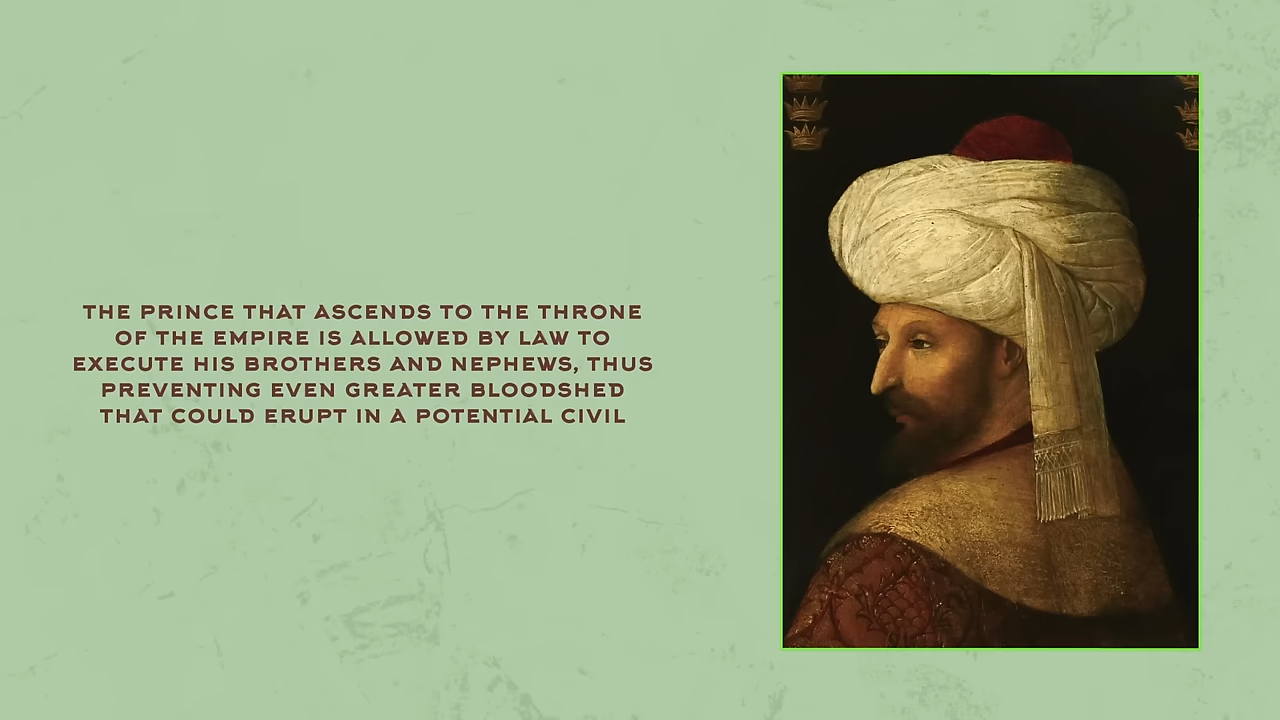 THE PRINCE THAT ASCENDS TO THE THRONE
OF THE EMPIRE IS ALLOWED BY LAW TO
EXECUTE HIS BROTHERS AND NEPHEWS, THUS
PREVENTING EVEN GREATER BLOODSHED
THAT COULD ERUPT IN A POTENTIAL CIVIL